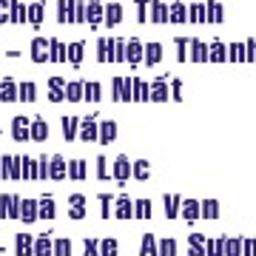 Chợ Hiệp Thành
– Chợ Hiệp Thành
ân Sơn Nhất
- Gò Vấp
Nhiêu Lộc
Ngã 3 Tân Vạn
- Bến xe An Sương